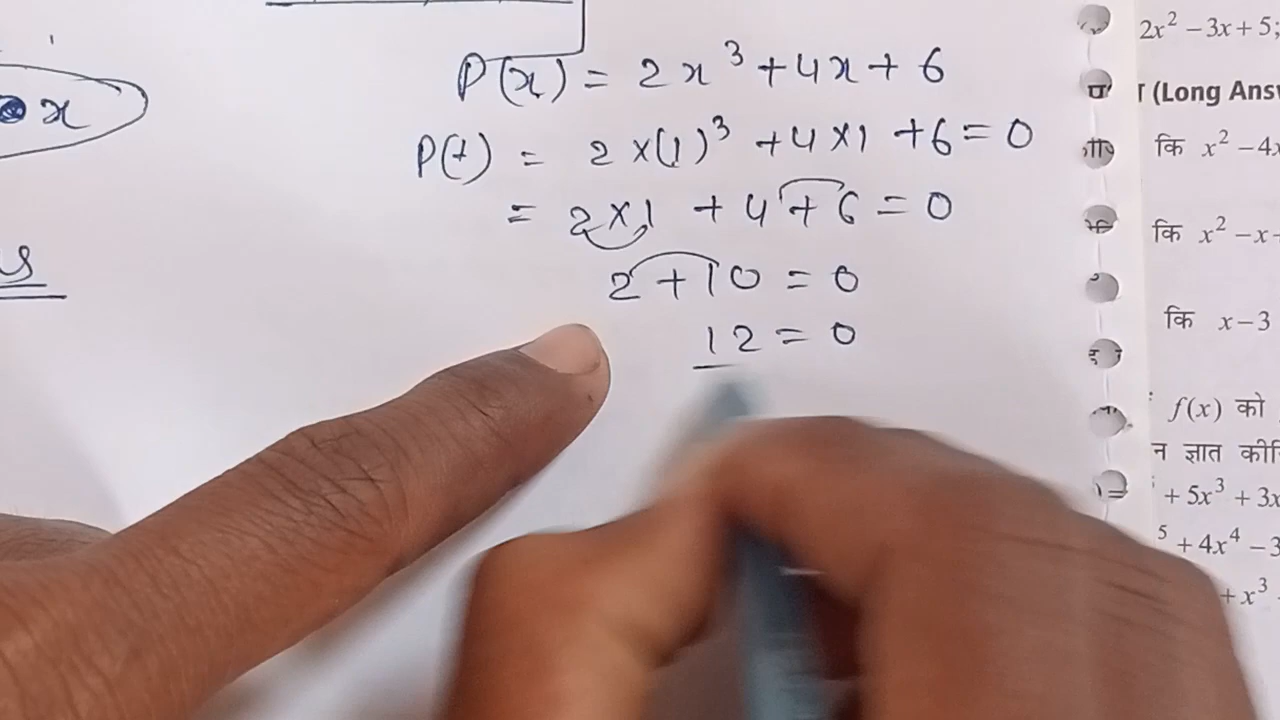 x
P(x) = 2x³ + 4x + 6
P(1) = 2×(1)³ + 4×1 + 6 = 0
= 2×1 + 4 + 6 = 0
2 + 10 = 0
12 = 0
2x² − 3x + 5;
(Long Ans
कि x² − 4x
कि x² − x −
कि x − 3
f(x) को
न ज्ञात की
+ 5x³ + 3x
⁵ + 4x⁴ − 3
+ x³